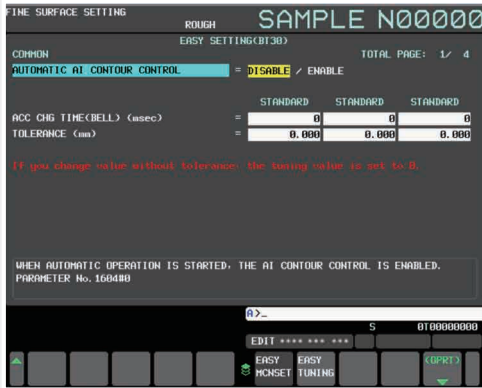 FINE SURFACE SETTING
ROUGH
SAMPLE N00000
EASY SETTING(BT30)
COMMON
TOTAL PAGE: 1/ 4
AUTOMATIC AI CONTOUR CONTROL = DISABLE / ENABLE
STANDARD STANDARD STANDARD
ACC CHG TIME(BELL) (msec) = 0 0 0
TOLERANCE (mm) = 0.000 0.000 0.000
If you change value without tolerance, the tuning value is set to 0.
WHEN AUTOMATIC OPERATION IS STARTED, THE AI CONTOUR CONTROL IS ENABLED.
PARAMETER No.1604#0
A>_
S 0T00000000
EDIT **** *** ***
EASY MCNSET
EASY TUNING
(OPRT)